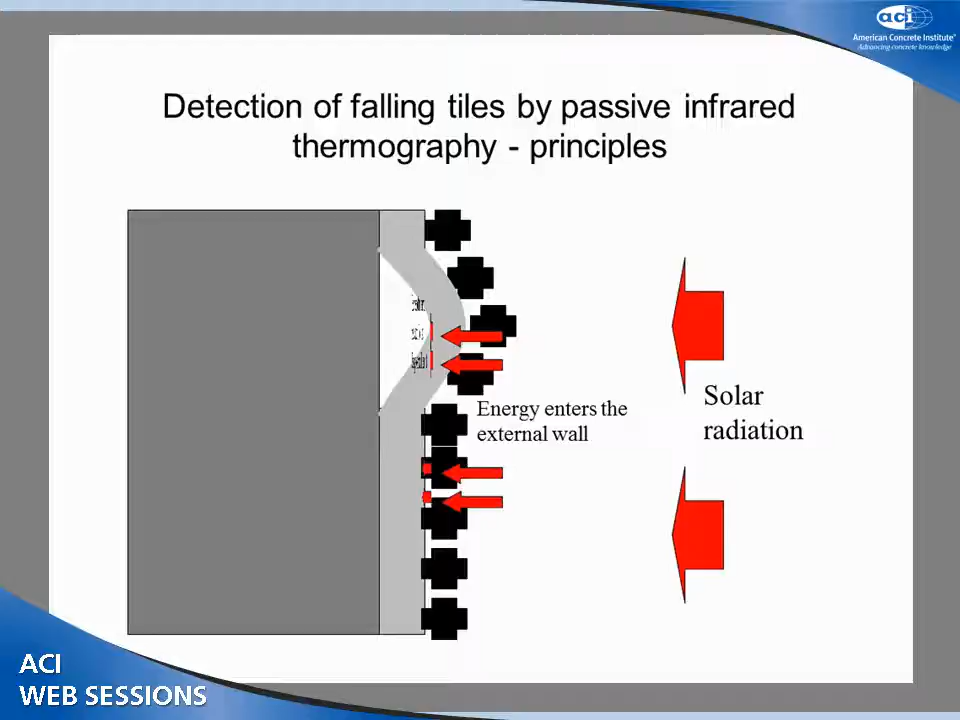 aci
American Concrete Institute®
Advancing concrete knowledge
Detection of falling tiles by passive infrared
thermography - principles
Energy enters the
external wall
Solar
radiation
ACI
WEB SESSIONS